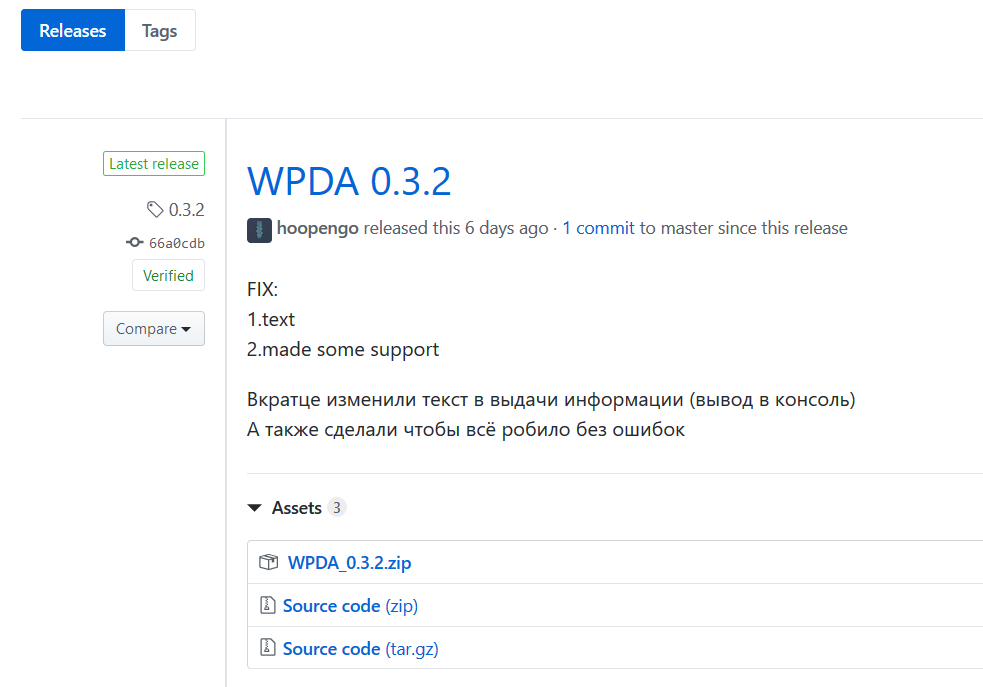 Releases Tags
Latest release
0.3.2
66a0cdb
Verified
Compare
WPDA 0.3.2
hoopengo released this 6 days ago · 1 commit to master since this release
FIX:
1.text
2.made some support
Вкратце изменили текст в выдачи информации (вывод в консоль)
А также сделали чтобы всё робило без ошибок
Assets 3
WPDA_0.3.2.zip
Source code (zip)
Source code (tar.gz)